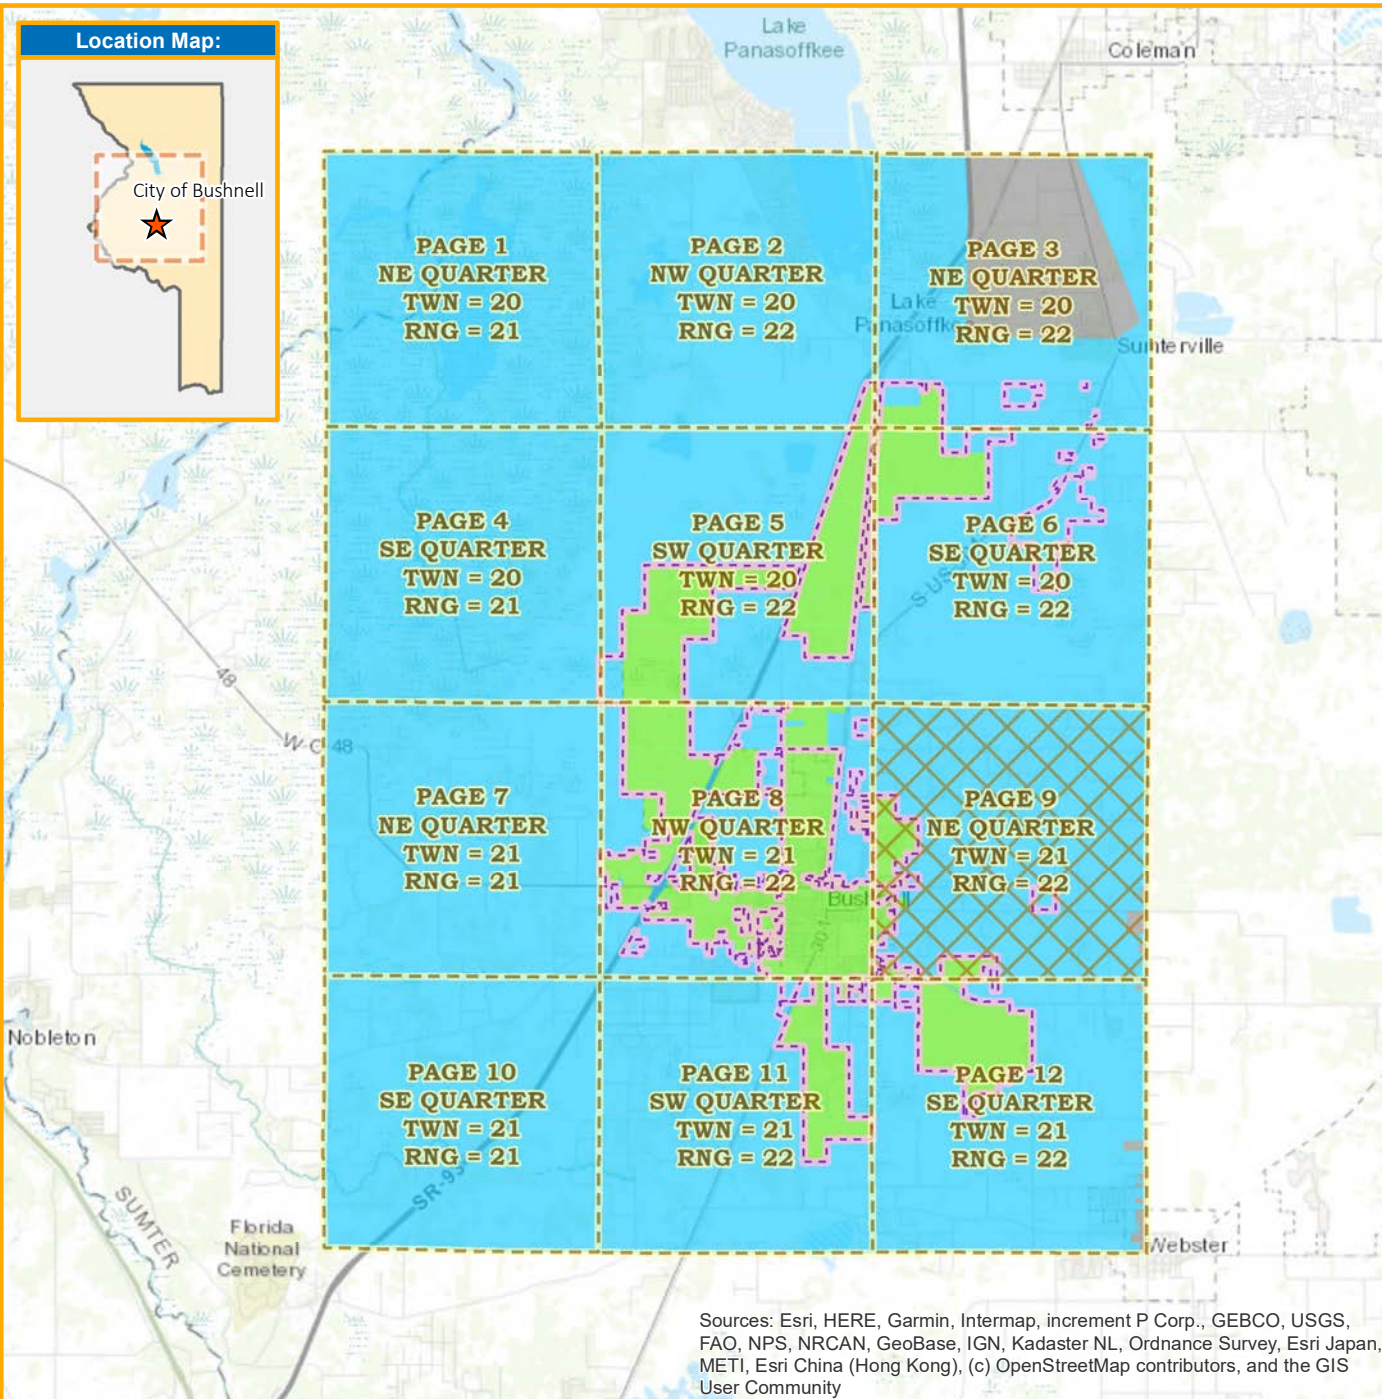 Location Map:
City of Bushnell
Lake
Panasoffkee
Coleman
PAGE 1
NE QUARTER
TWN = 20
RNG = 21
PAGE 2
NW QUARTER
TWN = 20
RNG = 22
PAGE 3
NE QUARTER
TWN = 20
RNG = 22
Lake
Sumterville
PAGE 4
SE QUARTER
TWN = 20
RNG = 21
PAGE 5
SW QUARTER
TWN = 20
RNG = 22
PAGE 6
SE QUARTER
TWN = 20
RNG = 22
48
W C 48
PAGE 7
NE QUARTER
TWN = 21
RNG = 21
PAGE 8
NW QUARTER
TWN = 21
RNG = 22
PAGE 9
NE QUARTER
TWN = 21
RNG = 22
301
Nobleton
PAGE 10
SE QUARTER
TWN = 21
RNG = 21
PAGE 11
SW QUARTER
TWN = 21
RNG = 22
PAGE 12
SE QUARTER
TWN = 21
RNG = 22
SR-93
SUMTER
Florida
National
Cemetery
Webster
Sources: Esri, HERE, Garmin, Intermap, increment P Corp., GEBCO, USGS,
FAO, NPS, NRCAN, GeoBase, IGN, Kadaster NL, Ordnance Survey, Esri Japan,
METI, Esri China (Hong Kong), (c) OpenStreetMap contributors, and the GIS
User Community